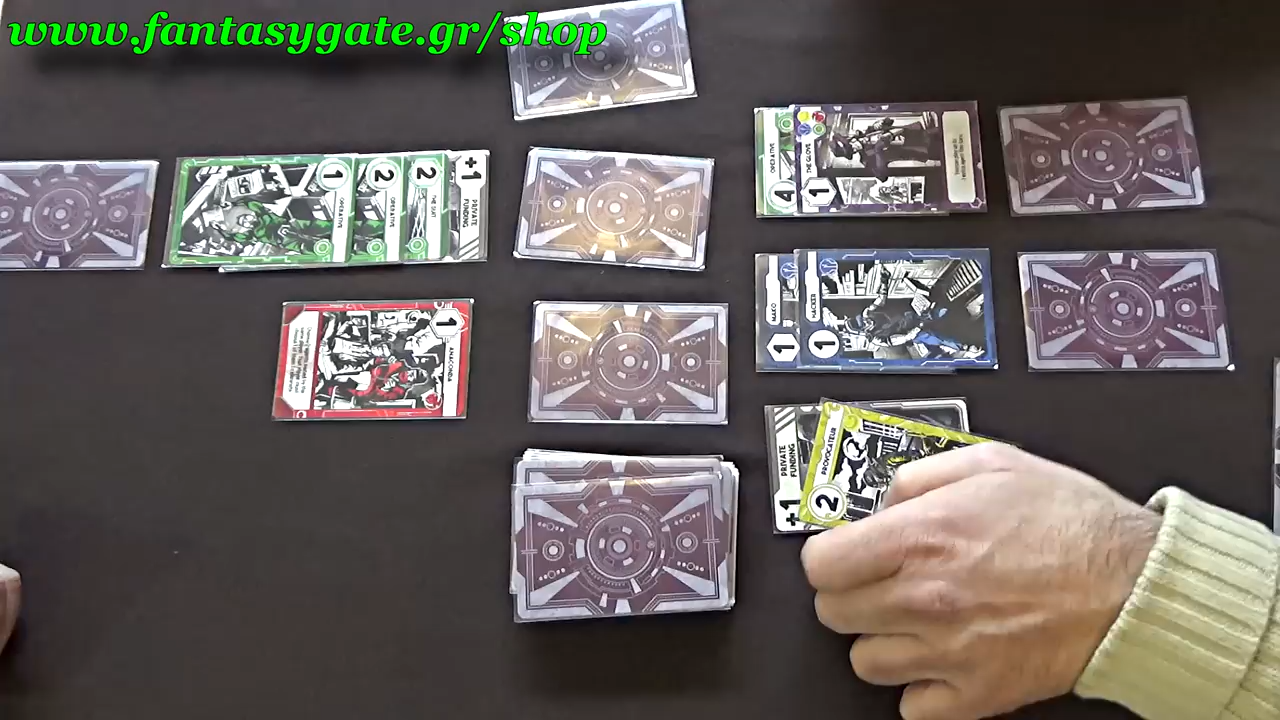 www.fantasygate.gr/shop
+1
PRIVATE
FUNDING
2
THE SUIT
2
OPERATIVE
1
OPERATIVE
1
ANACONDA
OPERATIVE
4
THE GLOVE
1
MAKO
1
HACKER
1
PRIVATE
FUNDING
+1
PROVOCATEUR
2